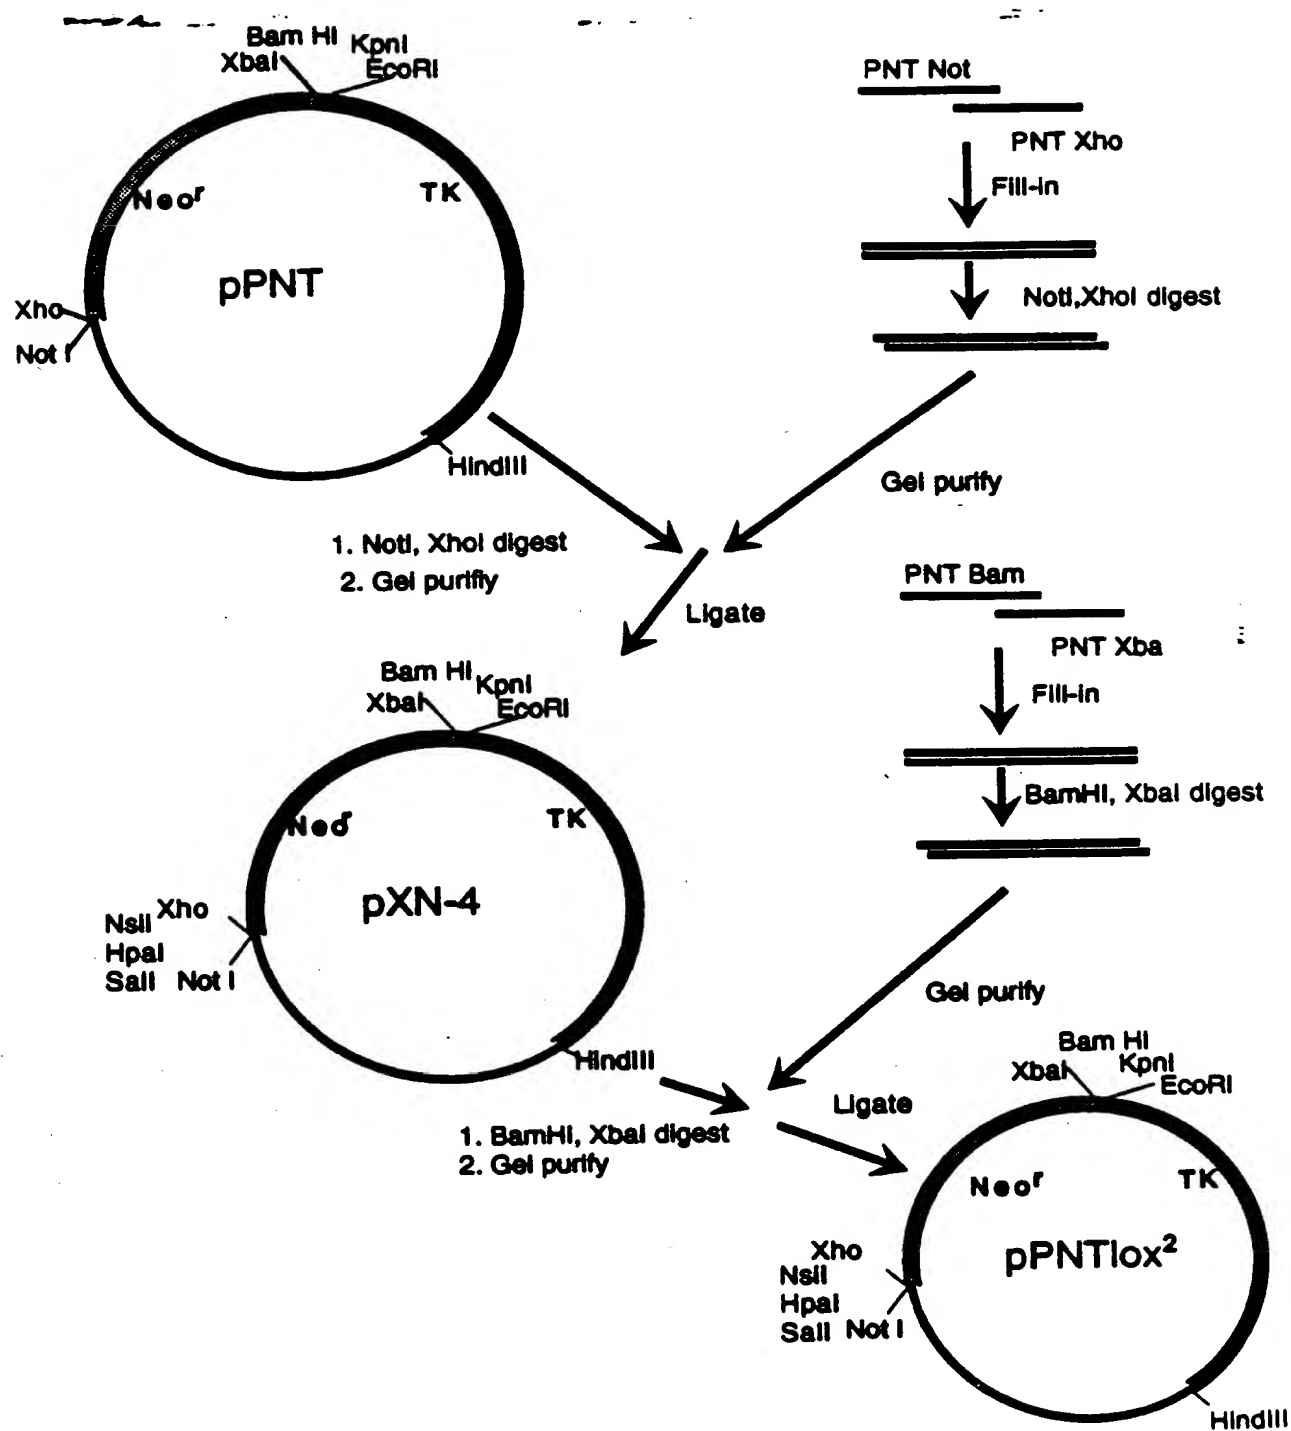 Bam HI
KpnI
XbaI
EcoRI
Neoʳ
TK
pPNT
Xho
Not I
HindIII
PNT Not
PNT Xho
Fill-in
NotI,XhoI digest
Gel purify
1. NotI, XhoI digest
2. Gel purifiy
Ligate
PNT Bam
PNT Xba
Fill-in
BamHI, XbaI digest
Gel purify
Bam HI
KpnI
XbaI
EcoRI
Neoʳ
TK
pXN-4
Xho
NsiI
HpaI
SalI Not I
HindIII
1. BamHI, XbaI digest
2. Gel purify
Ligate
Bam HI
KpnI
XbaI
EcoRI
Neoʳ
TK
pPNTlox²
Xho
NsiI
HpaI
SalI Not I
HindIII